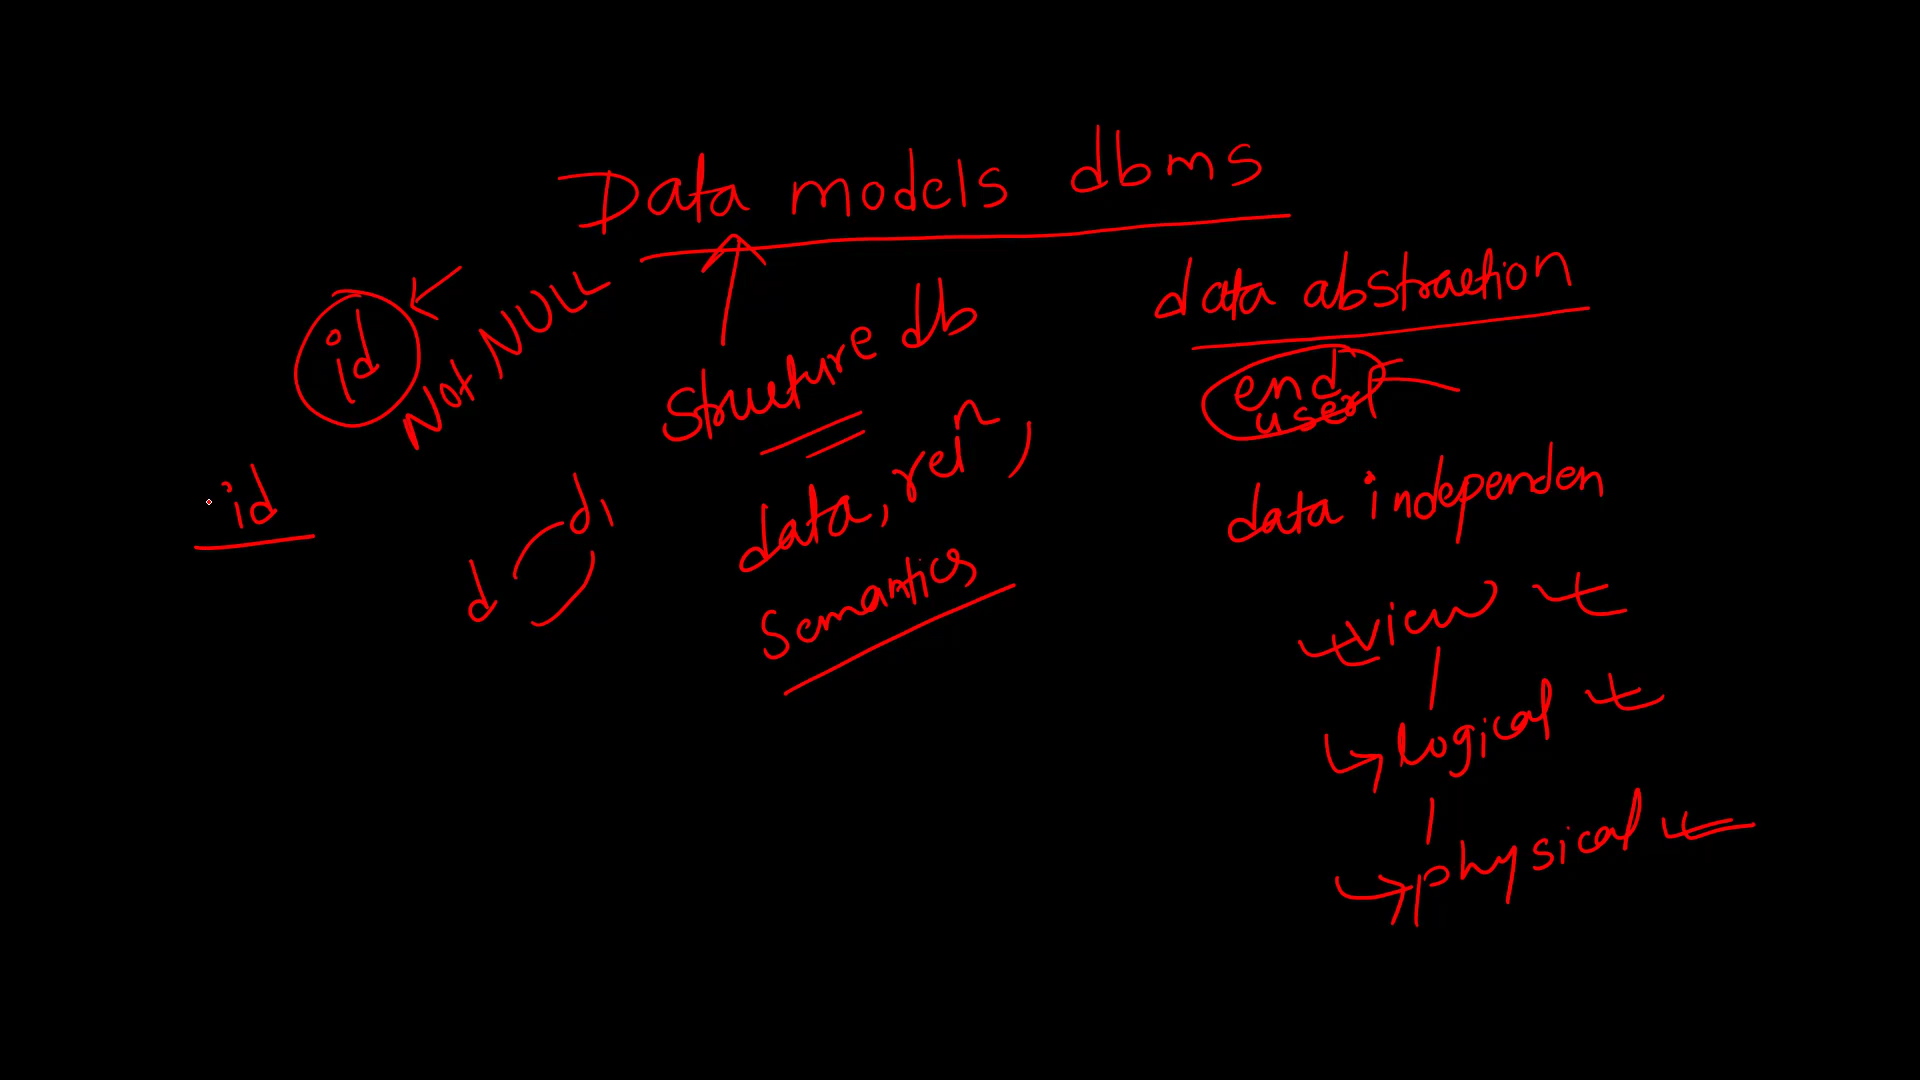 Data models dbms
id
Not NULL
id
d
d1
Structure db
data, rel^n,
Semantics
data abstraction
end
user
data independen
view
logical
physical